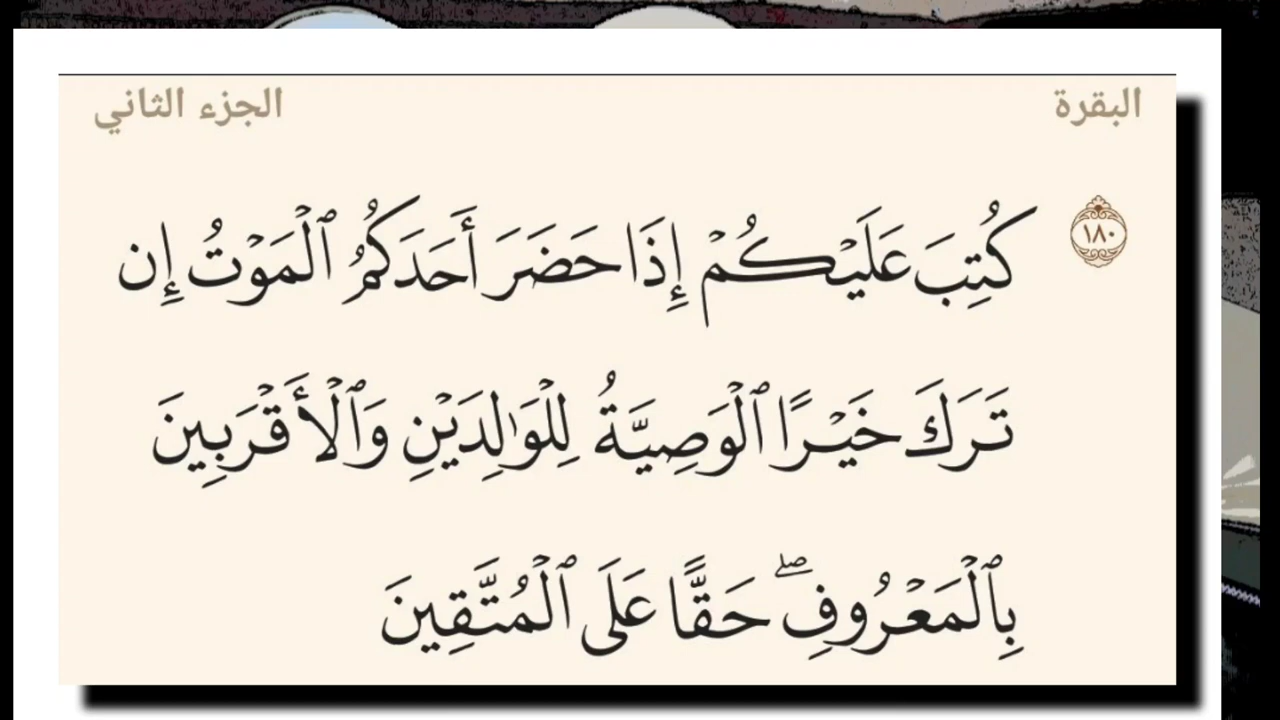 البقرة الجزء الثاني
١٨٠ كُتِبَ عَلَيۡكُمۡ إِذَا حَضَرَ أَحَدَكُمُ ٱلۡمَوۡتُ إِن
تَرَكَ خَيۡرًا ٱلۡوَصِيَّةُ لِلۡوَٰلِدَيۡنِ وَٱلۡأَقۡرَبِينَ
بِٱلۡمَعۡرُوفِۖ حَقًّا عَلَى ٱلۡمُتَّقِينَ